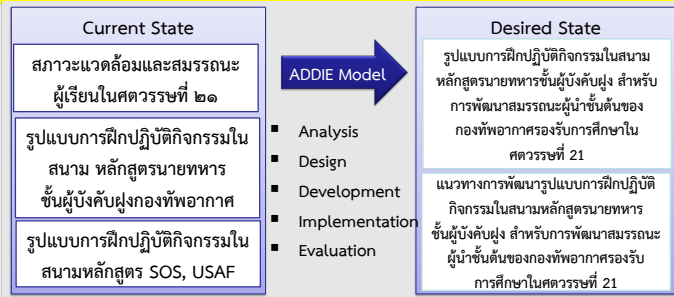 Current State
สภาวะแวดล้อมและสมรรถนะ
ผู้เรียนในศตวรรษที่ ๒๑
รูปแบบการฝึกปฏิบัติกิจกรรมใน
สนาม หลักสูตรนายทหาร
ชั้นผู้บังคับฝูงกองทัพอากาศ
รูปแบบการฝึกปฏิบัติกิจกรรมใน
สนามหลักสูตร SOS, USAF
ADDIE Model
▪ Analysis
▪ Design
▪ Development
▪ Implementation
▪ Evaluation
Desired State
รูปแบบการฝึกปฏิบัติกิจกรรมในสนาม
หลักสูตรนายทหารชั้นผู้บังคับฝูง สำหรับ
การพัฒนาสมรรถนะผู้นำชั้นต้นของ
กองทัพอากาศรองรับการศึกษาใน
ศตวรรษที่ 21
แนวทางการพัฒนารูปแบบการฝึกปฏิบัติ
กิจกรรมในสนามหลักสูตรนายทหาร
ชั้นผู้บังคับฝูง สำหรับการพัฒนาสมรรถนะ
ผู้นำชั้นต้นของกองทัพอากาศรองรับ
การศึกษาในศตวรรษที่ 21